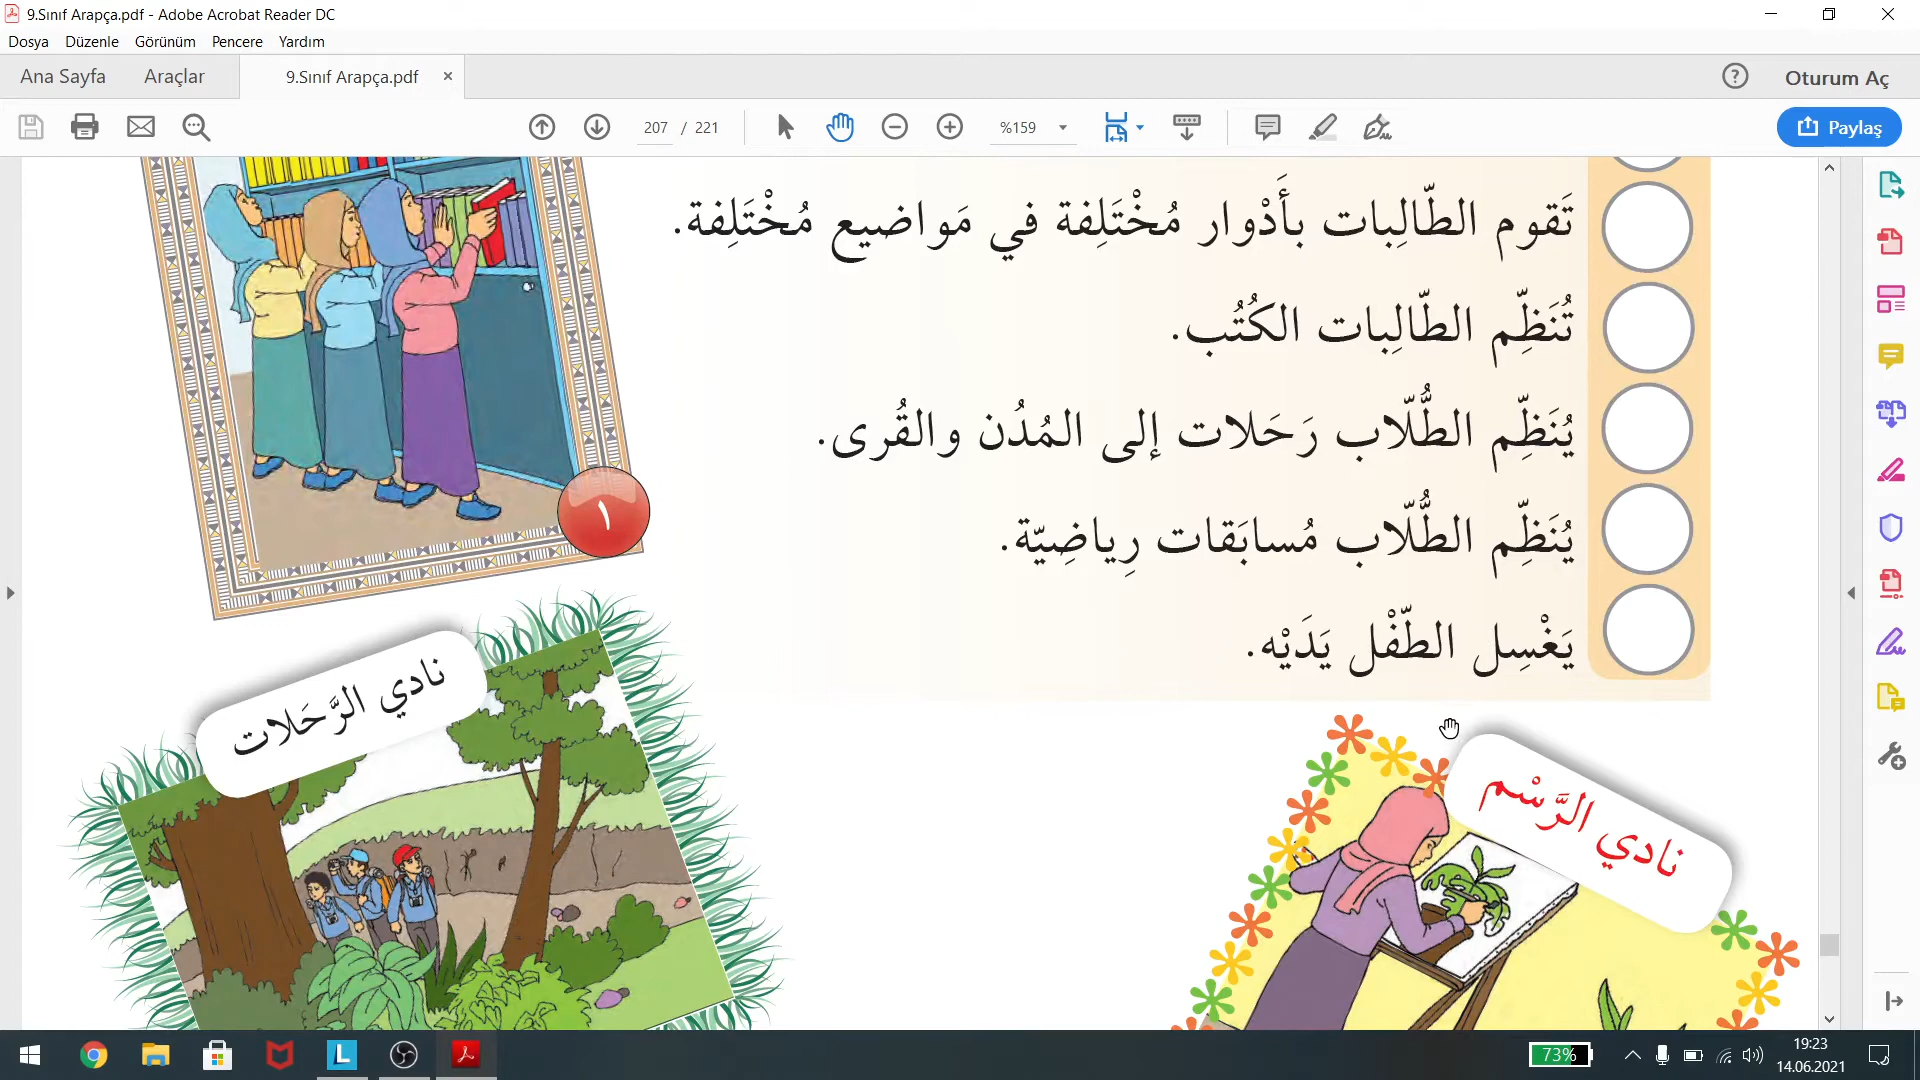 9.Sınıf Arapça.pdf - Adobe Acrobat Reader DC
Dosya Düzenle Görünüm Pencere Yardım
Ana Sayfa Araçlar 9.Sınıf Arapça.pdf Oturum Aç
207 / 221 %159 Paylaş
تَقوم الطّالِبات بأَدْوار مُخْتَلِفة في مَواضيع مُخْتَلِفة.
تُنَظِّم الطّالِبات الكُتُب.
يُنَظِّم الطُّلّاب رَحَلات إلى المُدُن والقُرى.
يُنَظِّم الطُّلّاب مُسابَقات رِياضِيّة.
يَغْسِل الطّفْل يَدَيْه.
١
نادي الرَّحَلات
نادي الرَّسْم
73%
19:23
14.06.2021